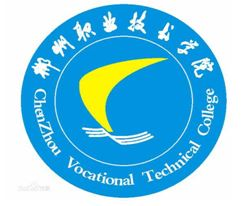 郴州职业技术学院
ChenZhou Vocational Technical College